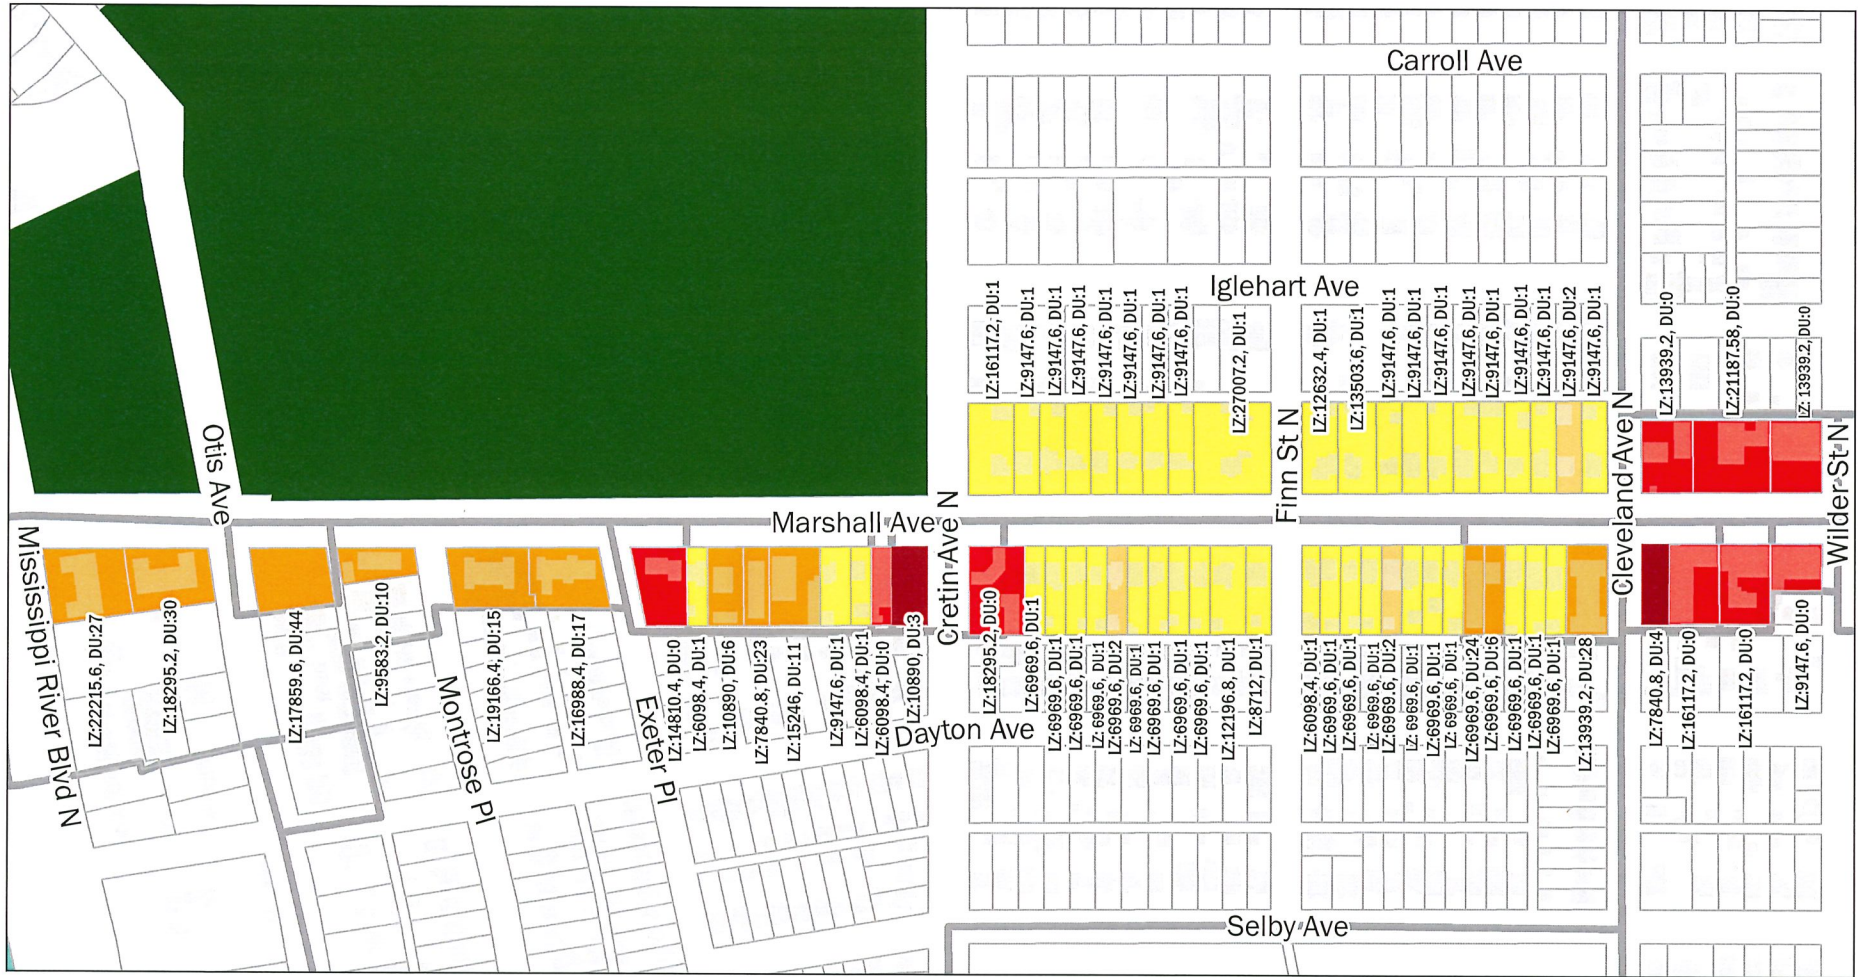 Carroll Ave
Iglehart Ave
LZ:16117.2, DU:1
LZ:9147.6, DU:1
LZ:9147.6, DU:1
LZ:9147.6, DU:1
LZ:9147.6, DU:1
LZ:9147.6, DU:1
LZ:9147.6, DU:1
LZ:9147.6, DU:1
LZ:27007.2, DU:1
LZ:12632.4, DU:1
LZ:13503.6, DU:1
LZ:9147.6, DU:1
LZ:9147.6, DU:1
LZ:9147.6, DU:1
LZ:9147.6, DU:1
LZ:9147.6, DU:1
LZ:9147.6, DU:1
LZ:9147.6, DU:1
LZ:9147.6, DU:2
LZ:9147.6, DU:1
LZ:13939.2, DU:0
LZ:21187.58, DU:0
LZ:13939.2, DU:0
Otis Ave
Finn St N
Cleveland Ave N
Wilder St N
Marshall Ave
Cretin Ave N
Mississippi River Blvd N
LZ:22215.6, DU:27
LZ:18295.2, DU:30
LZ:17859.6, DU:44
LZ:9583.2, DU:10
Montrose Pl
LZ:19166.4, DU:15
LZ:16988.4, DU:17
Exeter Pl
LZ:14810.4, DU:0
LZ:6098.4, DU:1
LZ:10890, DU:6
LZ:7840.8, DU:23
LZ:15246, DU:11
LZ:9147.6, DU:1
LZ:6098.4, DU:1
LZ:6098.4, DU:0
LZ:10890, DU:3
Dayton Ave
LZ:18295.2, DU:0
LZ:6969.6, DU:1
LZ:6969.6, DU:1
LZ:6969.6, DU:1
LZ:6969.6, DU:1
LZ:6969.6, DU:2
LZ:6969.6, DU:1
LZ:6969.6, DU:1
LZ:6969.6, DU:1
LZ:6969.6, DU:1
LZ:12196.8, DU:1
LZ:8712, DU:1
LZ:6098.4, DU:1
LZ:6969.6, DU:1
LZ:6969.6, DU:1
LZ:6969.6, DU:1
LZ:6969.6, DU:2
LZ:6969.6, DU:1
LZ:6969.6, DU:1
LZ:6969.6, DU:1
LZ:6969.6, DU:24
LZ:6969.6, DU:6
LZ:6969.6, DU:1
LZ:6969.6, DU:1
LZ:6969.6, DU:1
LZ:13939.2, DU:28
LZ:7840.8, DU:4
LZ:16117.2, DU:0
LZ:16117.2, DU:0
LZ:9147.6, DU:0
Selby Ave